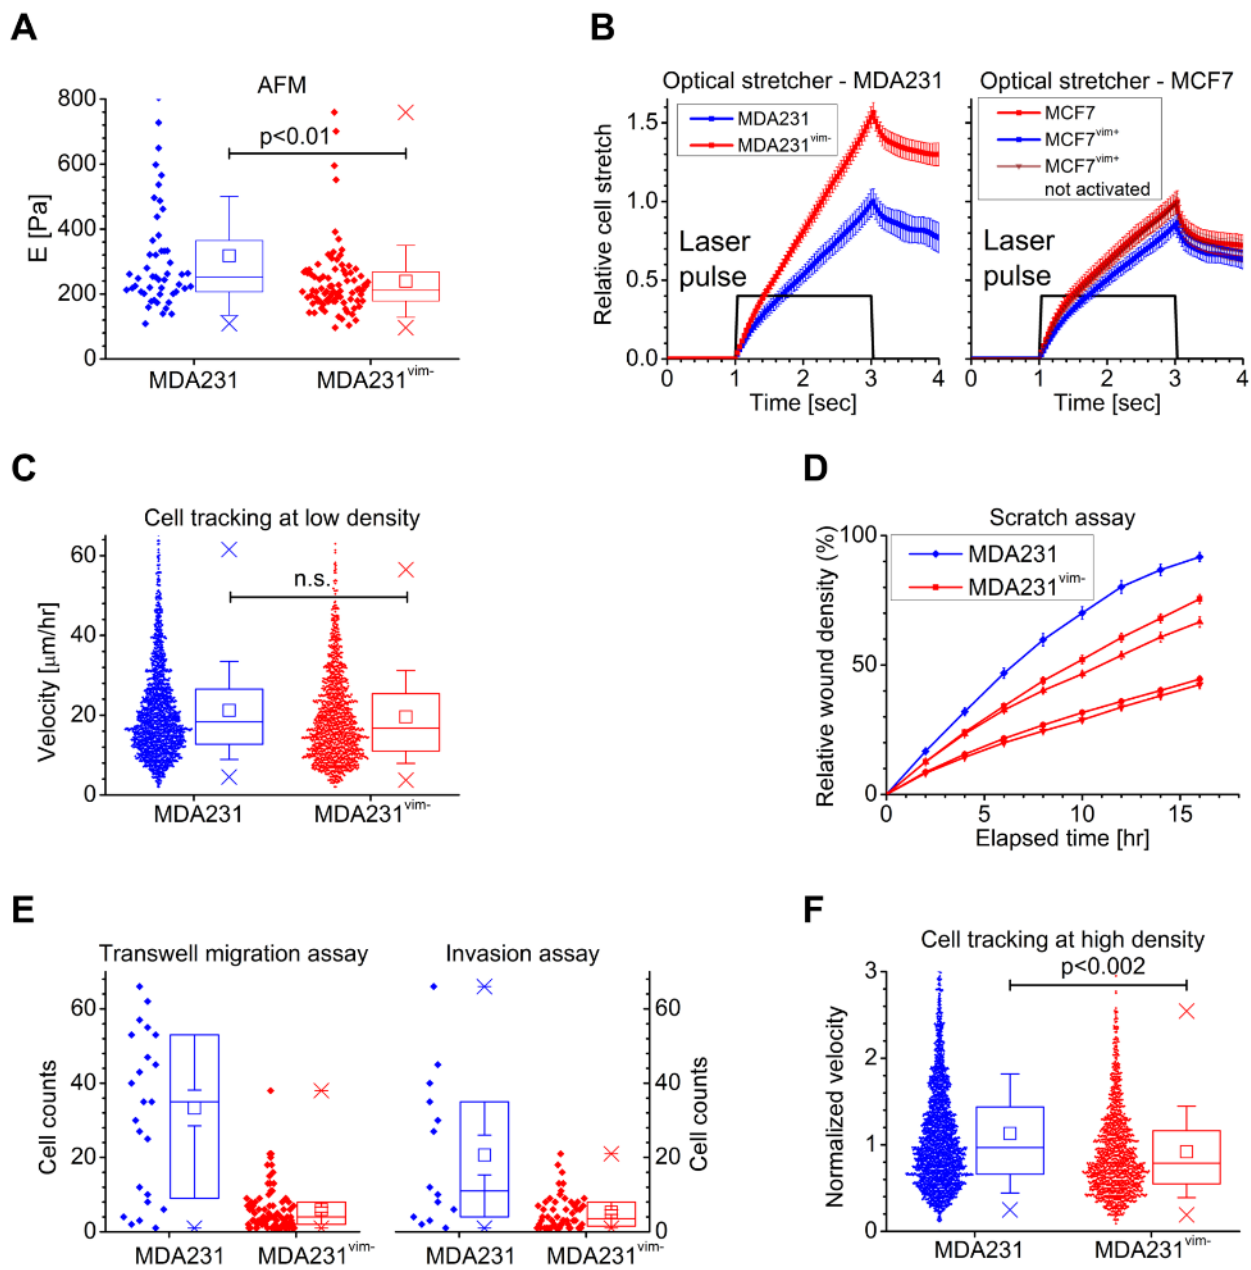 A
AFM
800
600
400
200
0
E [Pa]
p<0.01
MDA231
MDA231vim-
B
Optical stretcher - MDA231
MDA231
MDA231vim-
Relative cell stretch
1.5
1.0
0.5
0.0
Laser
pulse
0 1 2 3 4
Time [sec]
Optical stretcher - MCF7
MCF7
MCF7vim+
MCF7vim+
not activated
Laser
pulse
0 1 2 3 4
Time [sec]
C
Cell tracking at low density
60
40
20
0
Velocity [μm/hr]
n.s.
MDA231
MDA231vim-
D
Scratch assay
MDA231
MDA231vim-
Relative wound density (%)
100
50
0
0 5 10 15
Elapsed time [hr]
E
Transwell migration assay
Cell counts
60
40
20
0
MDA231
MDA231vim-
Invasion assay
60
40
20
0
Cell counts
MDA231
MDA231vim-
F
Cell tracking at high density
p<0.002
Normalized velocity
3
2
1
0
MDA231
MDA231vim-